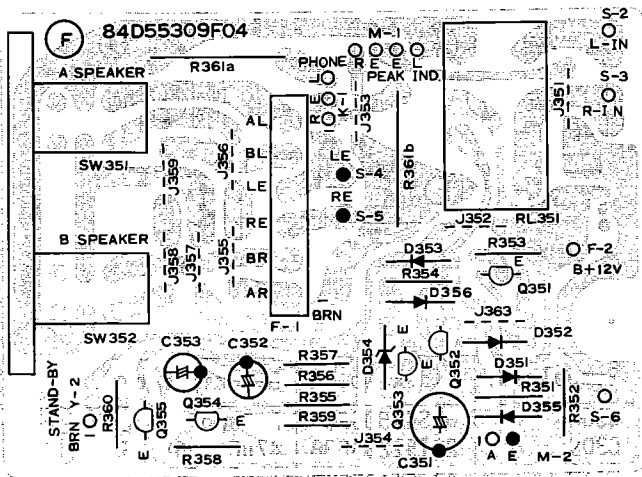 F 84D55309F04
S-2
L-IN
M-1
PHONE
R E E L
PEAK IND.
A SPEAKER
R361a
L
E
R
K-1
J353
J351
S-3
R-IN
AL
BL
LE
RE
BR
AR
LE
S-4
RE
S-5
R361b
SW351
J359
J356
J352
RL351
B SPEAKER
J358
J357
J355
D353
R354
D356
R353
E
Q351
F-2
B+12V
BRN
F-1
SW352
J363
D352
C353
C352
D354
E
E
Q352
Q353
R357
R356
R355
R359
D351
R351
D355
R352
S-6
STAND-BY
BRN Y-2
1
R360
Q355
E
Q354
E
R358
J354
C351
1
A E
M-2